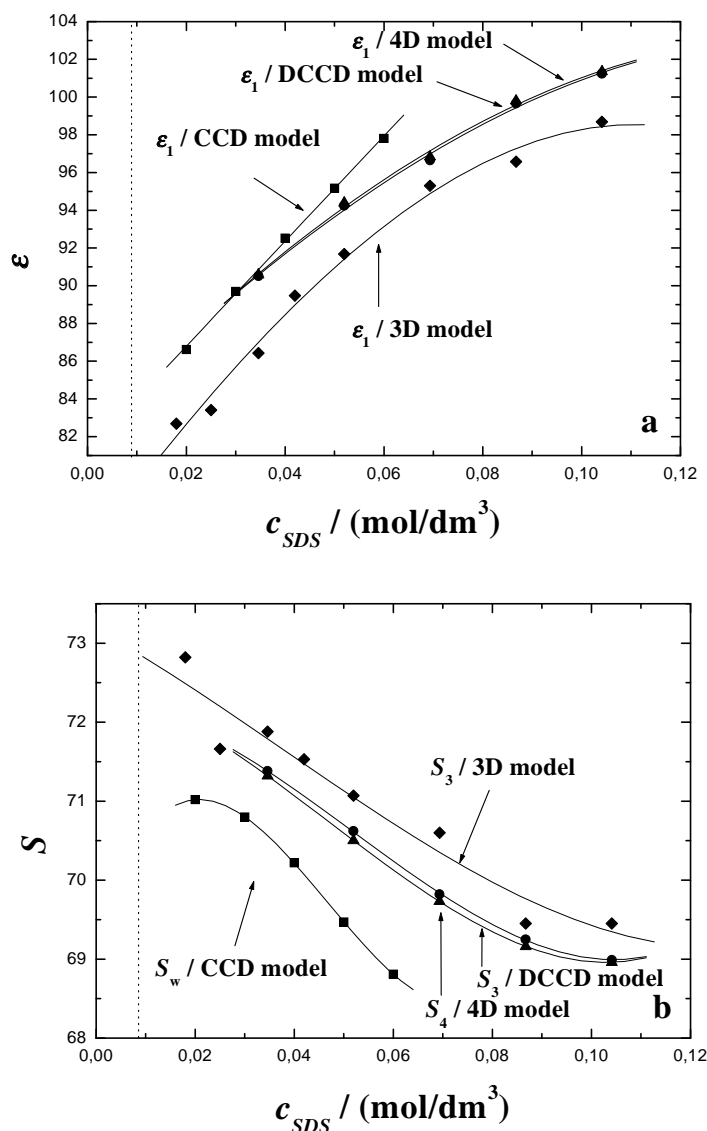 104
102
100
98
96
94
92
90
88
86
84
82
ε
ε1 / 4D model
ε1 / DCCD model
ε1 / CCD model
ε1 / 3D model
a
0,00 0,02 0,04 0,06 0,08 0,10 0,12
cSDS / (mol/dm³)
73
72
71
70
69
68
S
S3 / 3D model
Sw / CCD model
S3 / DCCD model
S4 / 4D model
b
0,00 0,02 0,04 0,06 0,08 0,10 0,12
cSDS / (mol/dm³)